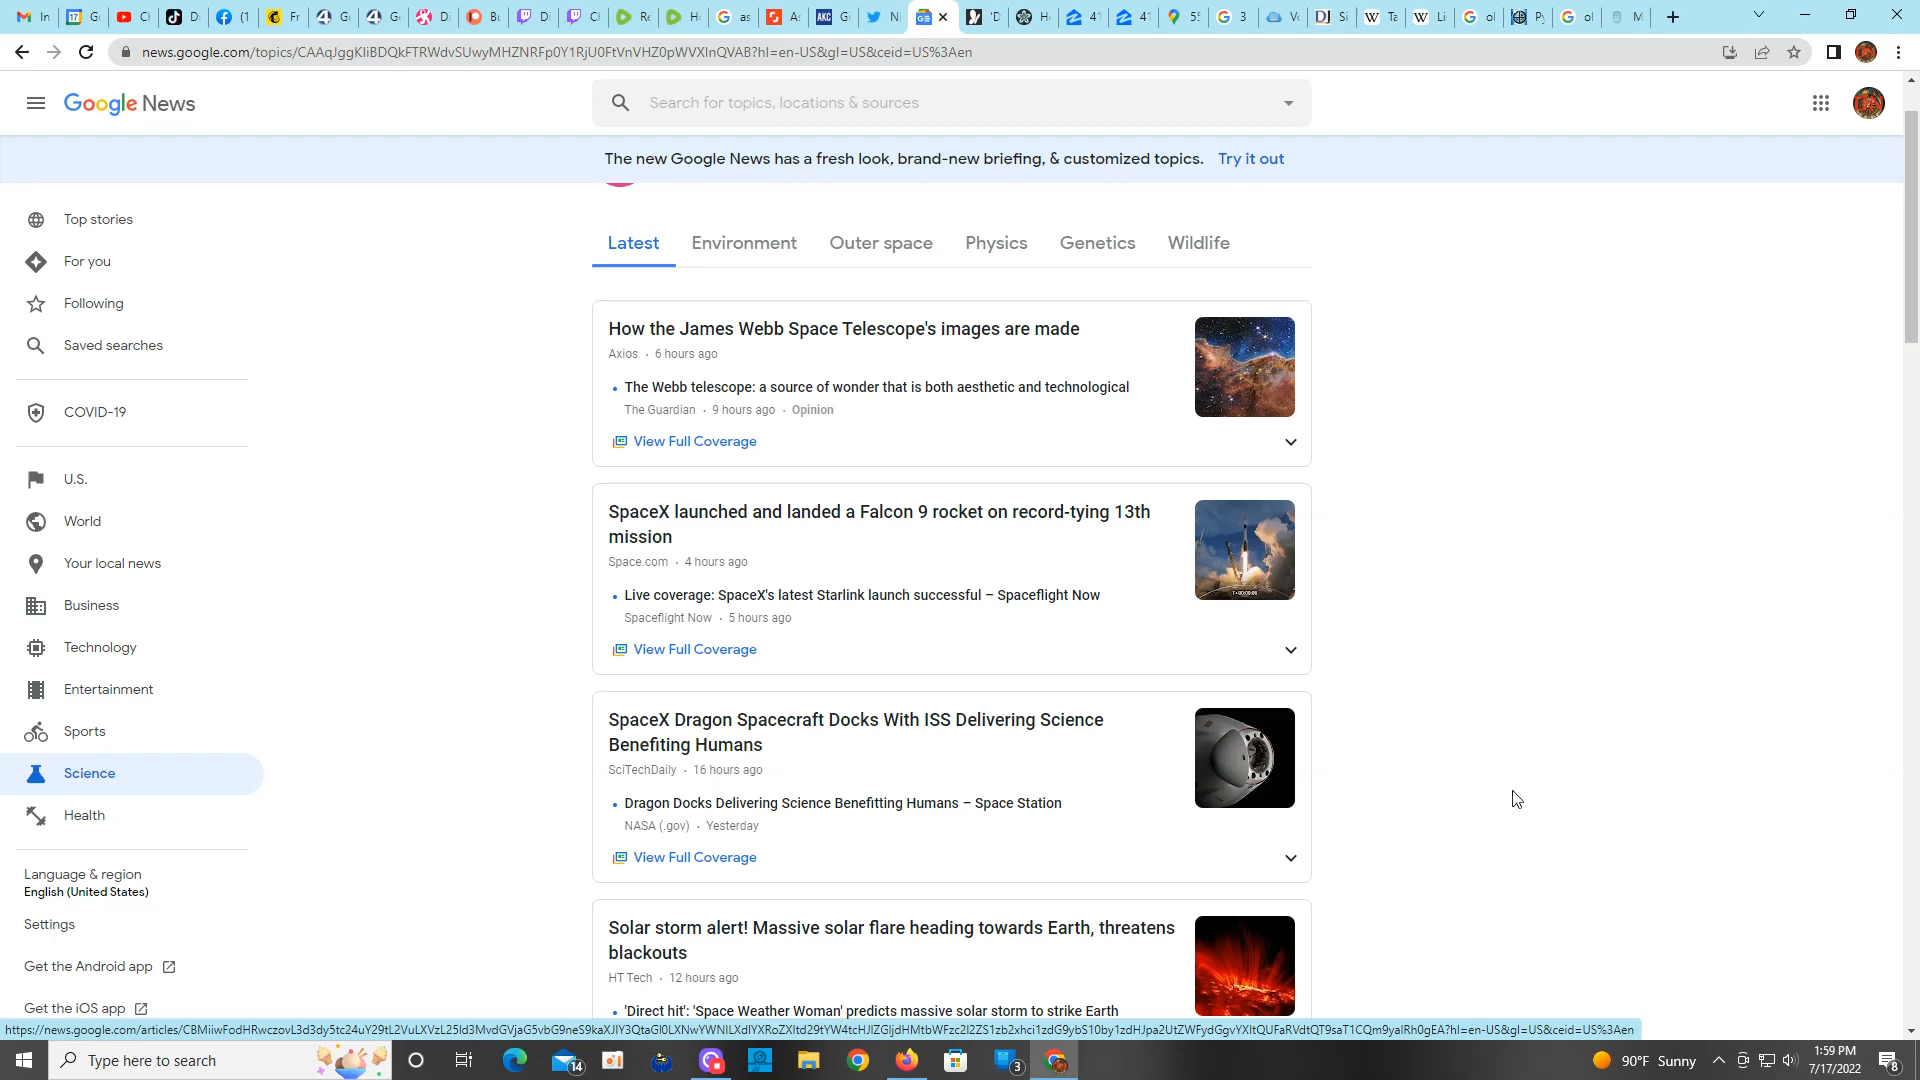 news.google.com/topics/CAAqJggKIiBDQkFTRWdvSUwyMHZNRFp0Y1RjU0FtVnVHZ0pWVXlnQVAB?hl=en-US&gl=US&ceid=US%3Aen
Google News
Search for topics, locations & sources
The new Google News has a fresh look, brand-new briefing, & customized topics. Try it out
Top stories
For you
Following
Saved searches
COVID-19
U.S.
World
Your local news
Business
Technology
Entertainment
Sports
Science
Health
Language & region
English (United States)
Settings
Get the Android app
Get the iOS app
Latest Environment Outer space Physics Genetics Wildlife
How the James Webb Space Telescope's images are made
Axios · 6 hours ago
The Webb telescope: a source of wonder that is both aesthetic and technological
The Guardian · 9 hours ago · Opinion
View Full Coverage
SpaceX launched and landed a Falcon 9 rocket on record-tying 13th
mission
Space.com · 4 hours ago
Live coverage: SpaceX's latest Starlink launch successful – Spaceflight Now
Spaceflight Now · 5 hours ago
View Full Coverage
SpaceX Dragon Spacecraft Docks With ISS Delivering Science
Benefiting Humans
SciTechDaily · 16 hours ago
Dragon Docks Delivering Science Benefitting Humans – Space Station
NASA (.gov) · Yesterday
View Full Coverage
Solar storm alert! Massive solar flare heading towards Earth, threatens
blackouts
HT Tech · 12 hours ago
'Direct hit': 'Space Weather Woman' predicts massive solar storm to strike Earth
Type here to search
14
3
90°F Sunny
1:59 PM
7/17/2022
8